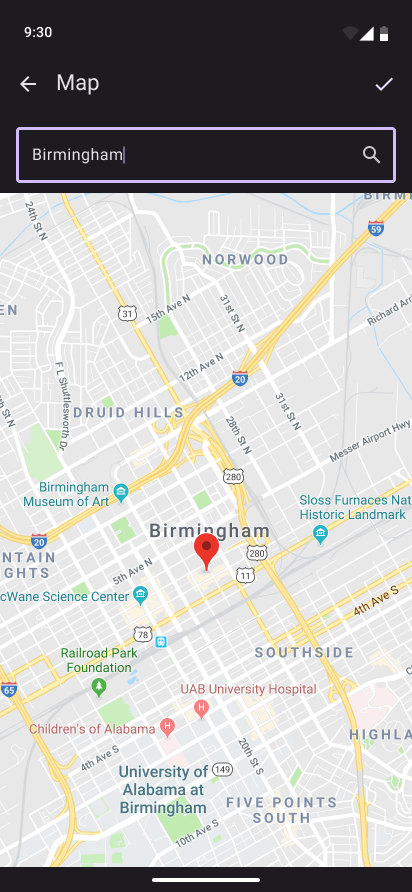 9:30
Map
Birmingham
24th St N
59
NORWOOD
31
15th Ave N
31st St N
Richard Arr
12th Ave N
20
F L Shuttlesworth Dr
DRUID HILLS
31st St N
28th St N
Messer Airport Hwy
280
Birmingham
Museum of Art
Sloss Furnaces Nat
Historic Landmark
Birmingham
20
280
NTAIN
GHTS
5th Ave N
11
cWane Science Center
4th Ave S
78
Railroad Park
Foundation
SOUTHSIDE
65
UAB University Hospital
H
Children's of Alabama
H
HIGHLA
4th Ave S
20th St S
University of
Alabama at
Birmingham
149
FIVE POINTS
SOUTH
10th Ave S